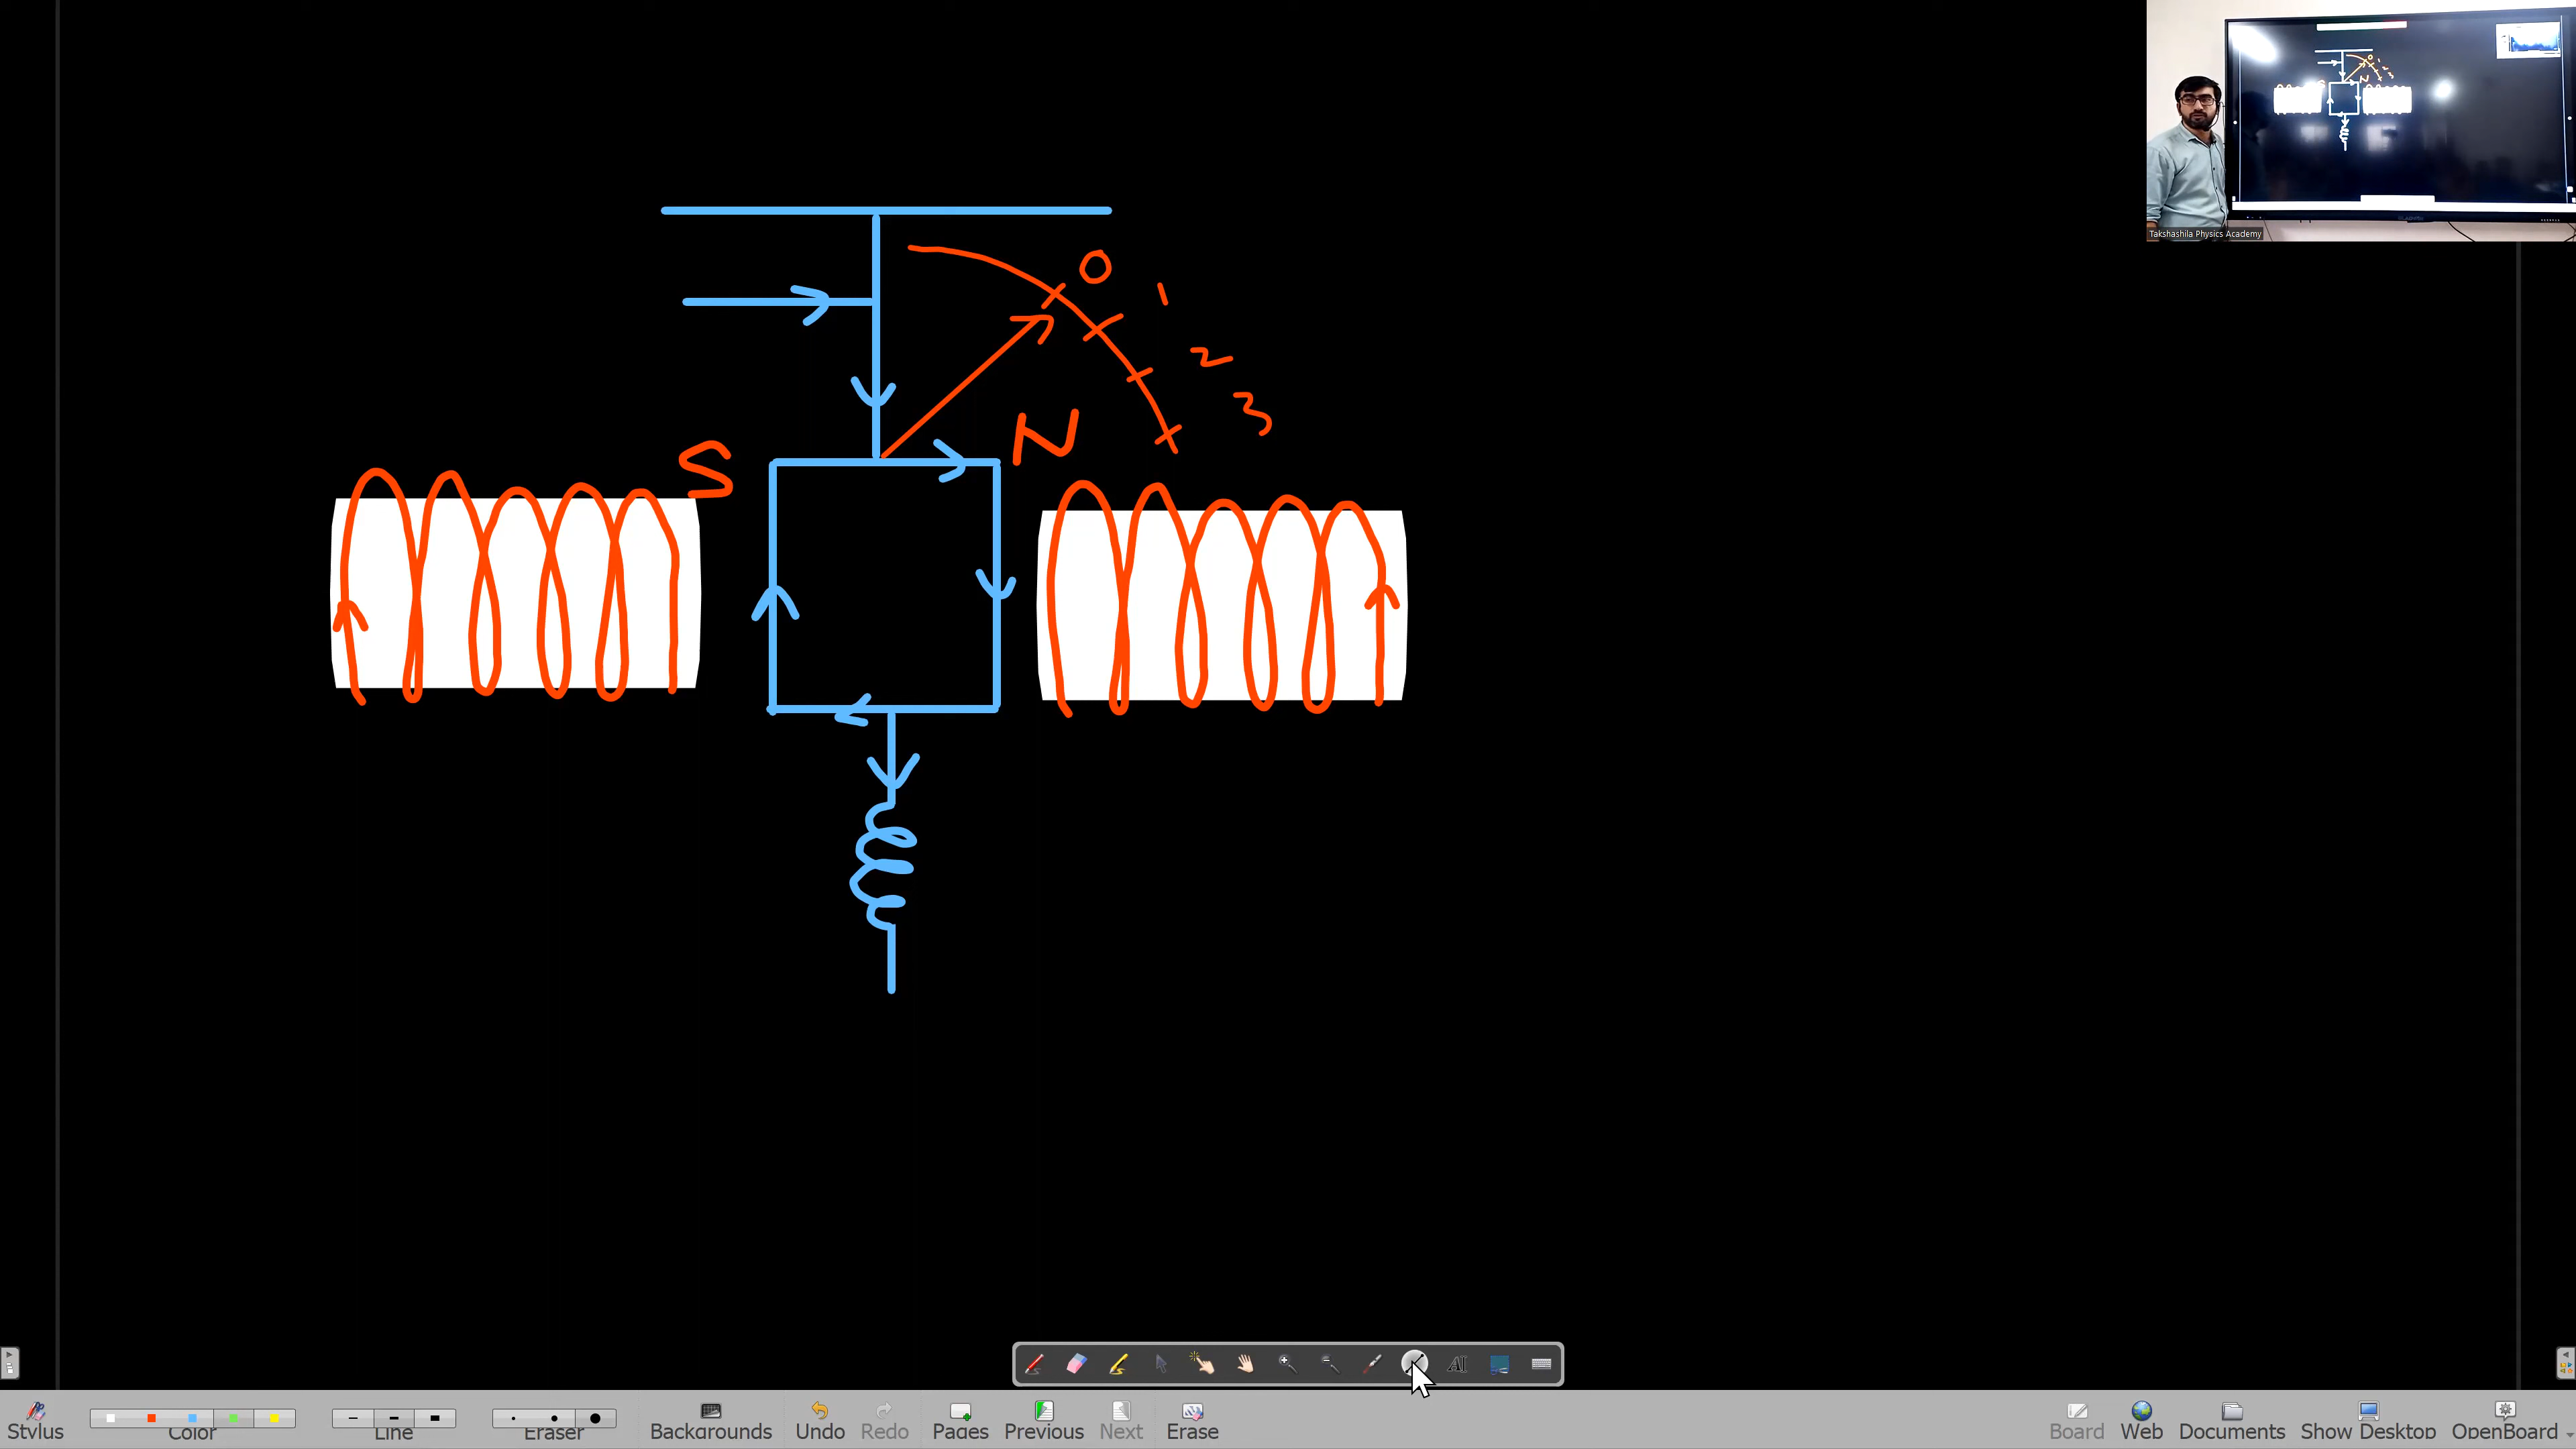 Takshashila Physics Academy
0
1
2
3
S
N
Stylus
Color
Line
Eraser
Backgrounds
Undo
Redo
Pages
Previous
Next
Erase
Board
Web
Documents
Show Desktop
OpenBoard
AI